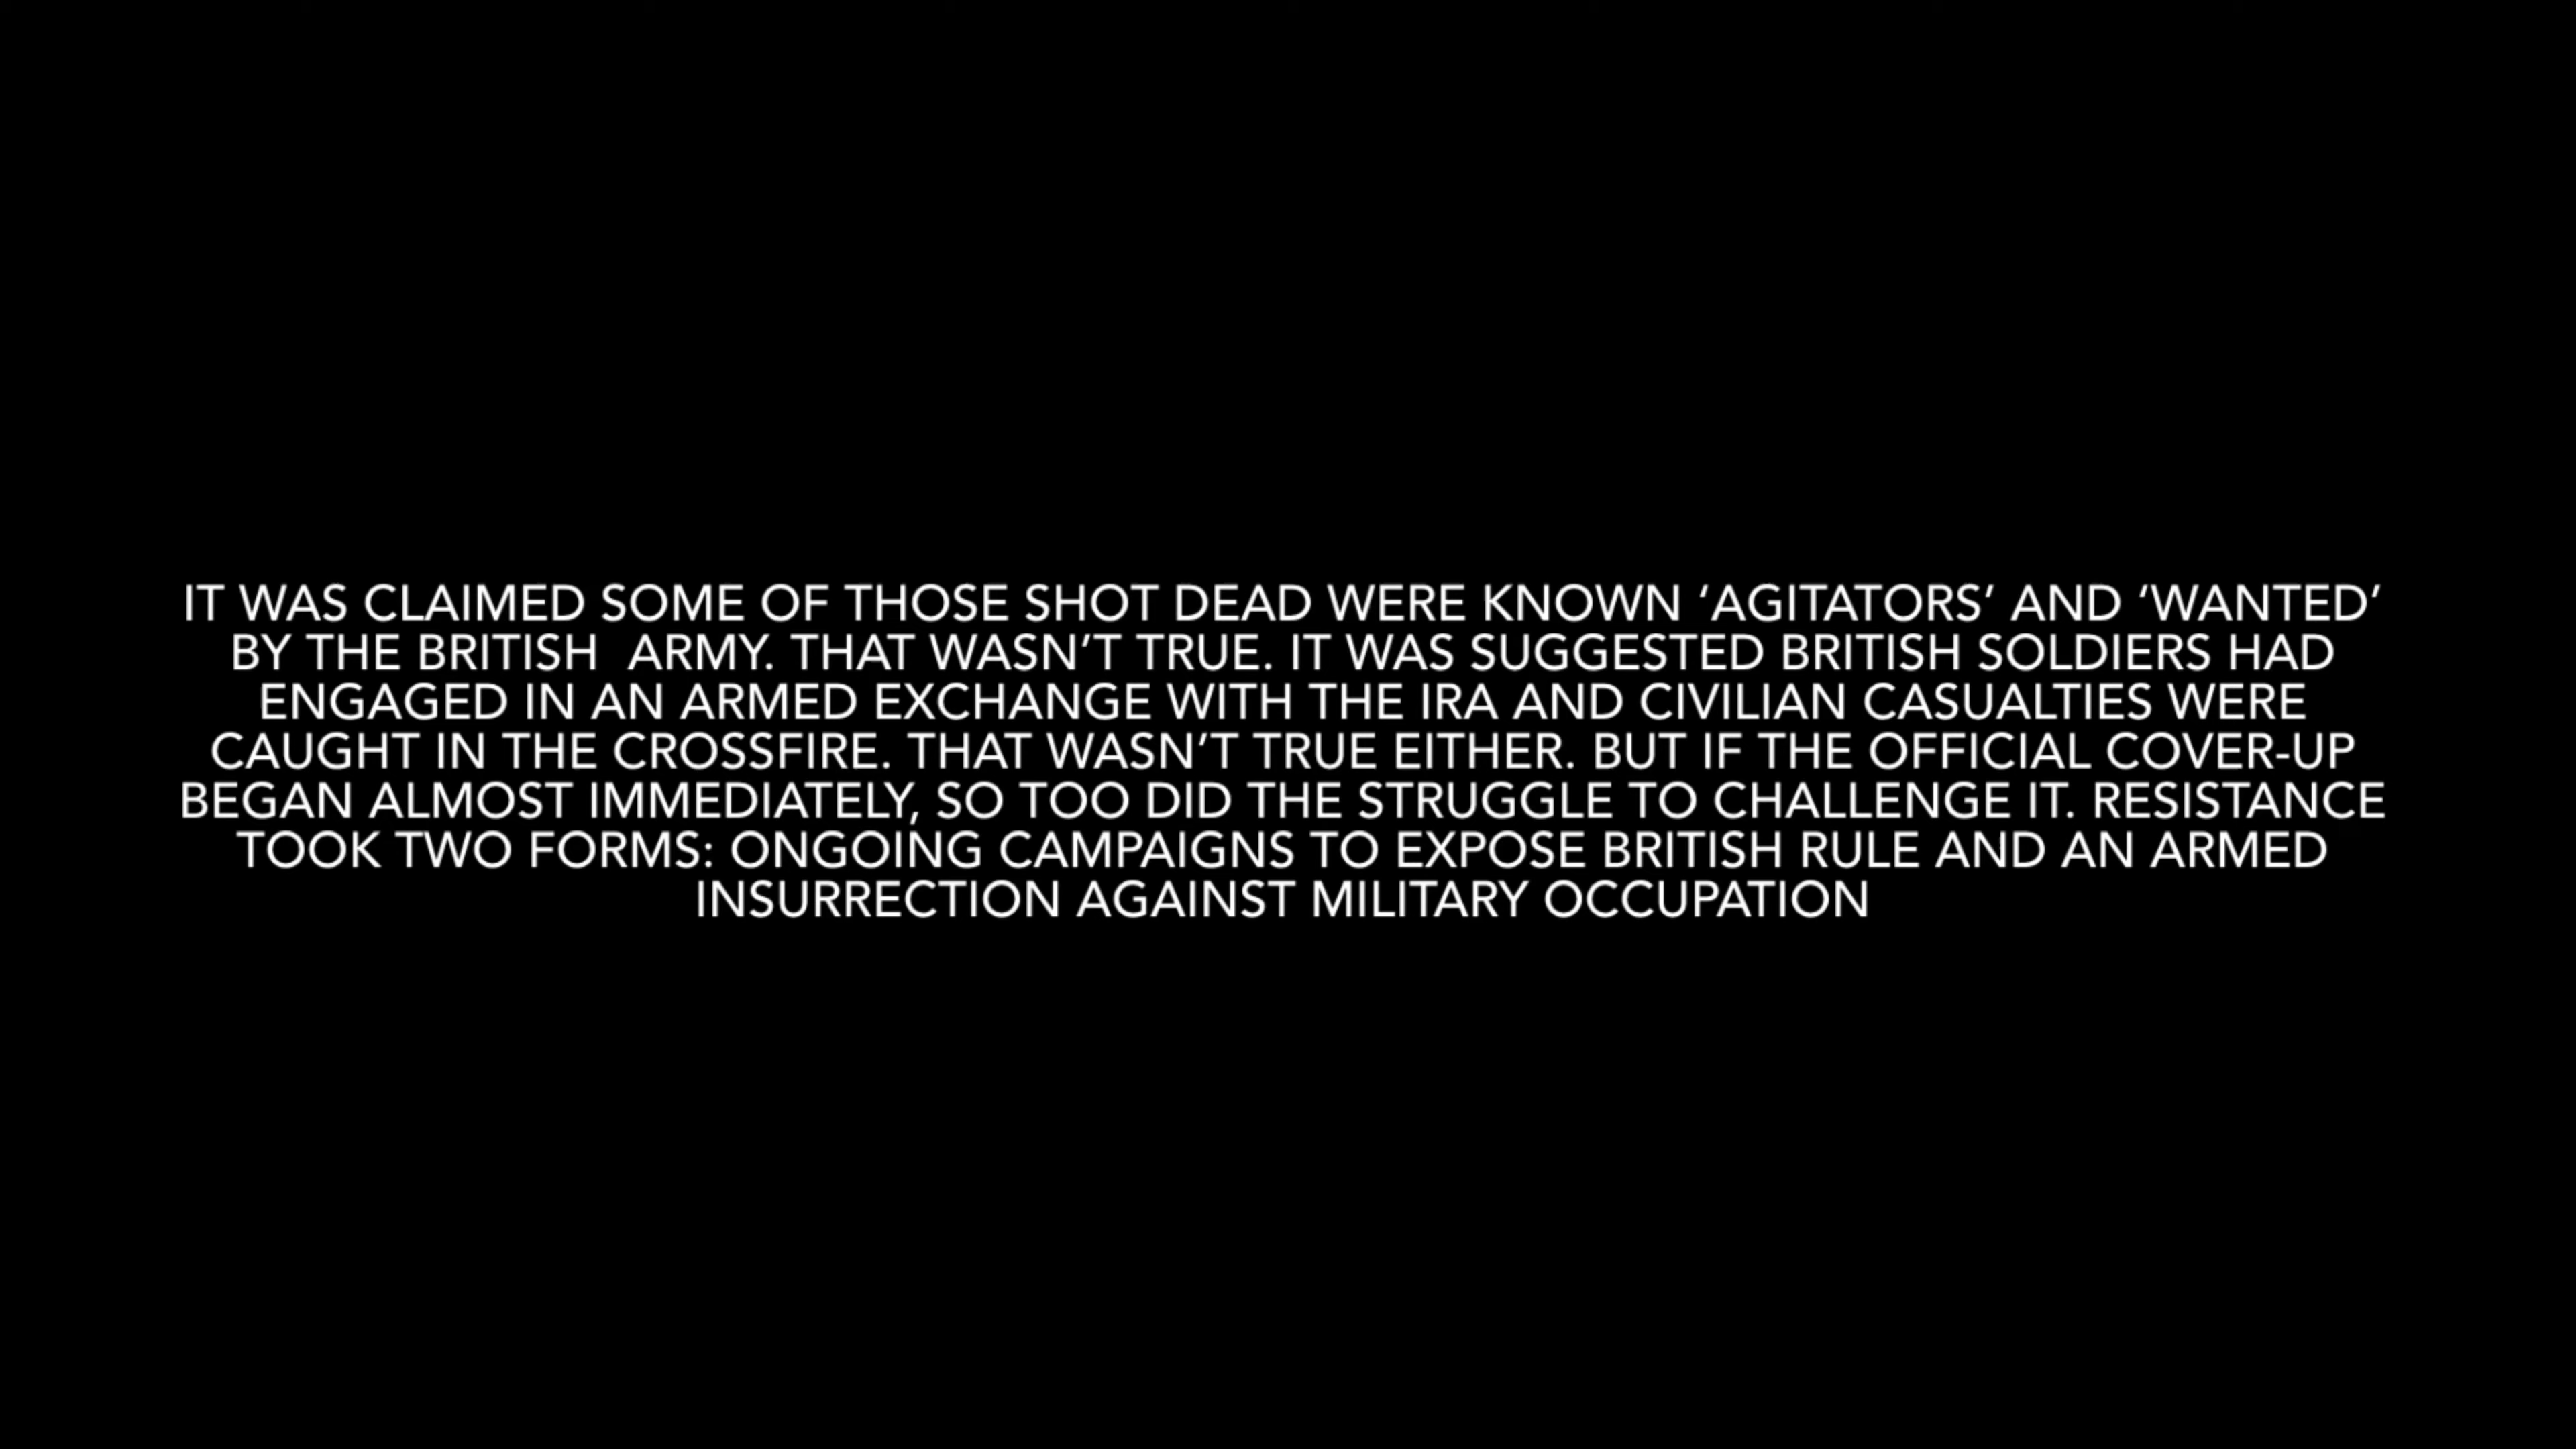 IT WAS CLAIMED SOME OF THOSE SHOT DEAD WERE KNOWN ‘AGITATORS’ AND ‘WANTED’
BY THE BRITISH  ARMY. THAT WASN’T TRUE. IT WAS SUGGESTED BRITISH SOLDIERS HAD
ENGAGED IN AN ARMED EXCHANGE WITH THE IRA AND CIVILIAN CASUALTIES WERE
CAUGHT IN THE CROSSFIRE. THAT WASN’T TRUE EITHER. BUT IF THE OFFICIAL COVER-UP
BEGAN ALMOST IMMEDIATELY, SO TOO DID THE STRUGGLE TO CHALLENGE IT. RESISTANCE
TOOK TWO FORMS: ONGOING CAMPAIGNS TO EXPOSE BRITISH RULE AND AN ARMED
INSURRECTION AGAINST MILITARY OCCUPATION